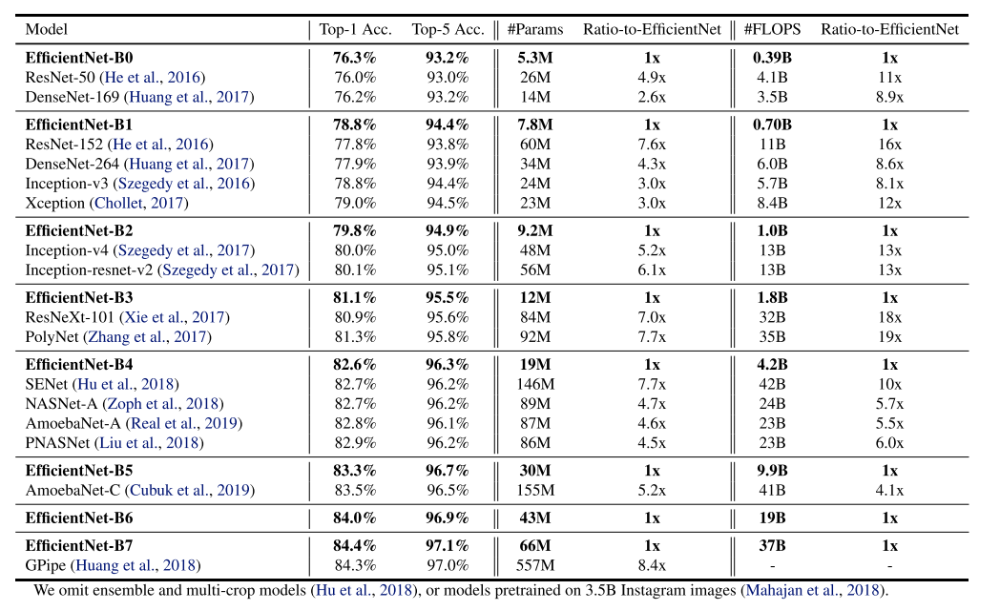 Model Top-1 Acc. Top-5 Acc. #Params Ratio-to-EfficientNet #FLOPS Ratio-to-EfficientNet
EfficientNet-B0 76.3% 93.2% 5.3M 1x 0.39B 1x
ResNet-50 (He et al., 2016) 76.0% 93.0% 26M 4.9x 4.1B 11x
DenseNet-169 (Huang et al., 2017) 76.2% 93.2% 14M 2.6x 3.5B 8.9x
EfficientNet-B1 78.8% 94.4% 7.8M 1x 0.70B 1x
ResNet-152 (He et al., 2016) 77.8% 93.8% 60M 7.6x 11B 16x
DenseNet-264 (Huang et al., 2017) 77.9% 93.9% 34M 4.3x 6.0B 8.6x
Inception-v3 (Szegedy et al., 2016) 78.8% 94.4% 24M 3.0x 5.7B 8.1x
Xception (Chollet, 2017) 79.0% 94.5% 23M 3.0x 8.4B 12x
EfficientNet-B2 79.8% 94.9% 9.2M 1x 1.0B 1x
Inception-v4 (Szegedy et al., 2017) 80.0% 95.0% 48M 5.2x 13B 13x
Inception-resnet-v2 (Szegedy et al., 2017) 80.1% 95.1% 56M 6.1x 13B 13x
EfficientNet-B3 81.1% 95.5% 12M 1x 1.8B 1x
ResNeXt-101 (Xie et al., 2017) 80.9% 95.6% 84M 7.0x 32B 18x
PolyNet (Zhang et al., 2017) 81.3% 95.8% 92M 7.7x 35B 19x
EfficientNet-B4 82.6% 96.3% 19M 1x 4.2B 1x
SENet (Hu et al., 2018) 82.7% 96.2% 146M 7.7x 42B 10x
NASNet-A (Zoph et al., 2018) 82.7% 96.2% 89M 4.7x 24B 5.7x
AmoebaNet-A (Real et al., 2019) 82.8% 96.1% 87M 4.6x 23B 5.5x
PNASNet (Liu et al., 2018) 82.9% 96.2% 86M 4.5x 23B 6.0x
EfficientNet-B5 83.3% 96.7% 30M 1x 9.9B 1x
AmoebaNet-C (Cubuk et al., 2019) 83.5% 96.5% 155M 5.2x 41B 4.1x
EfficientNet-B6 84.0% 96.9% 43M 1x 19B 1x
EfficientNet-B7 84.4% 97.1% 66M 1x 37B 1x
GPipe (Huang et al., 2018) 84.3% 97.0% 557M 8.4x - -
We omit ensemble and multi-crop models (Hu et al., 2018), or models pretrained on 3.5B Instagram images (Mahajan et al., 2018).